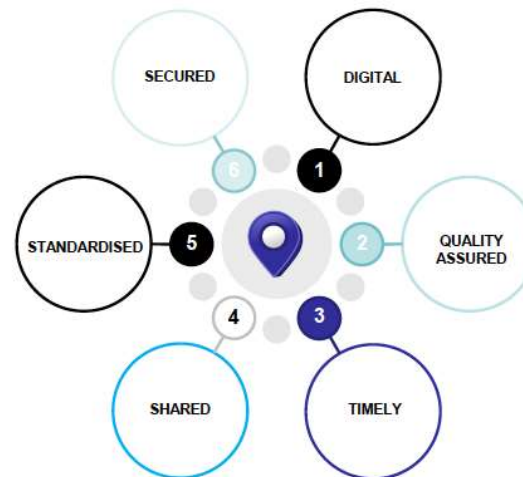 SECURED
DIGITAL
6
1
STANDARDISED
5
2
QUALITY
ASSURED
4
3
SHARED
TIMELY